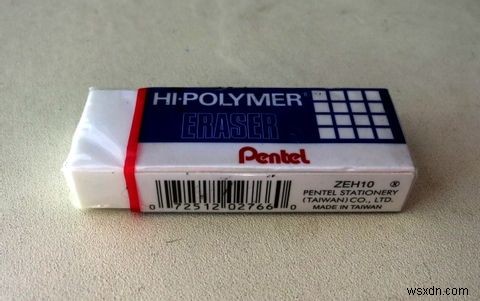 HI-POLYMER®
ERASER
Pentel
ZEH10 ®
PENTEL STATIONERY
(TAIWAN) CO., LTD.
MADE IN TAIWAN
0 72512 02766 0
wsxdn.com